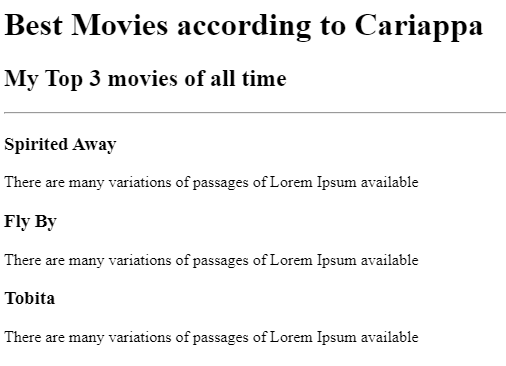 Best Movies according to Cariappa
My Top 3 movies of all time
Spirited Away
There are many variations of passages of Lorem Ipsum available
Fly By
There are many variations of passages of Lorem Ipsum available
Tobita
There are many variations of passages of Lorem Ipsum available